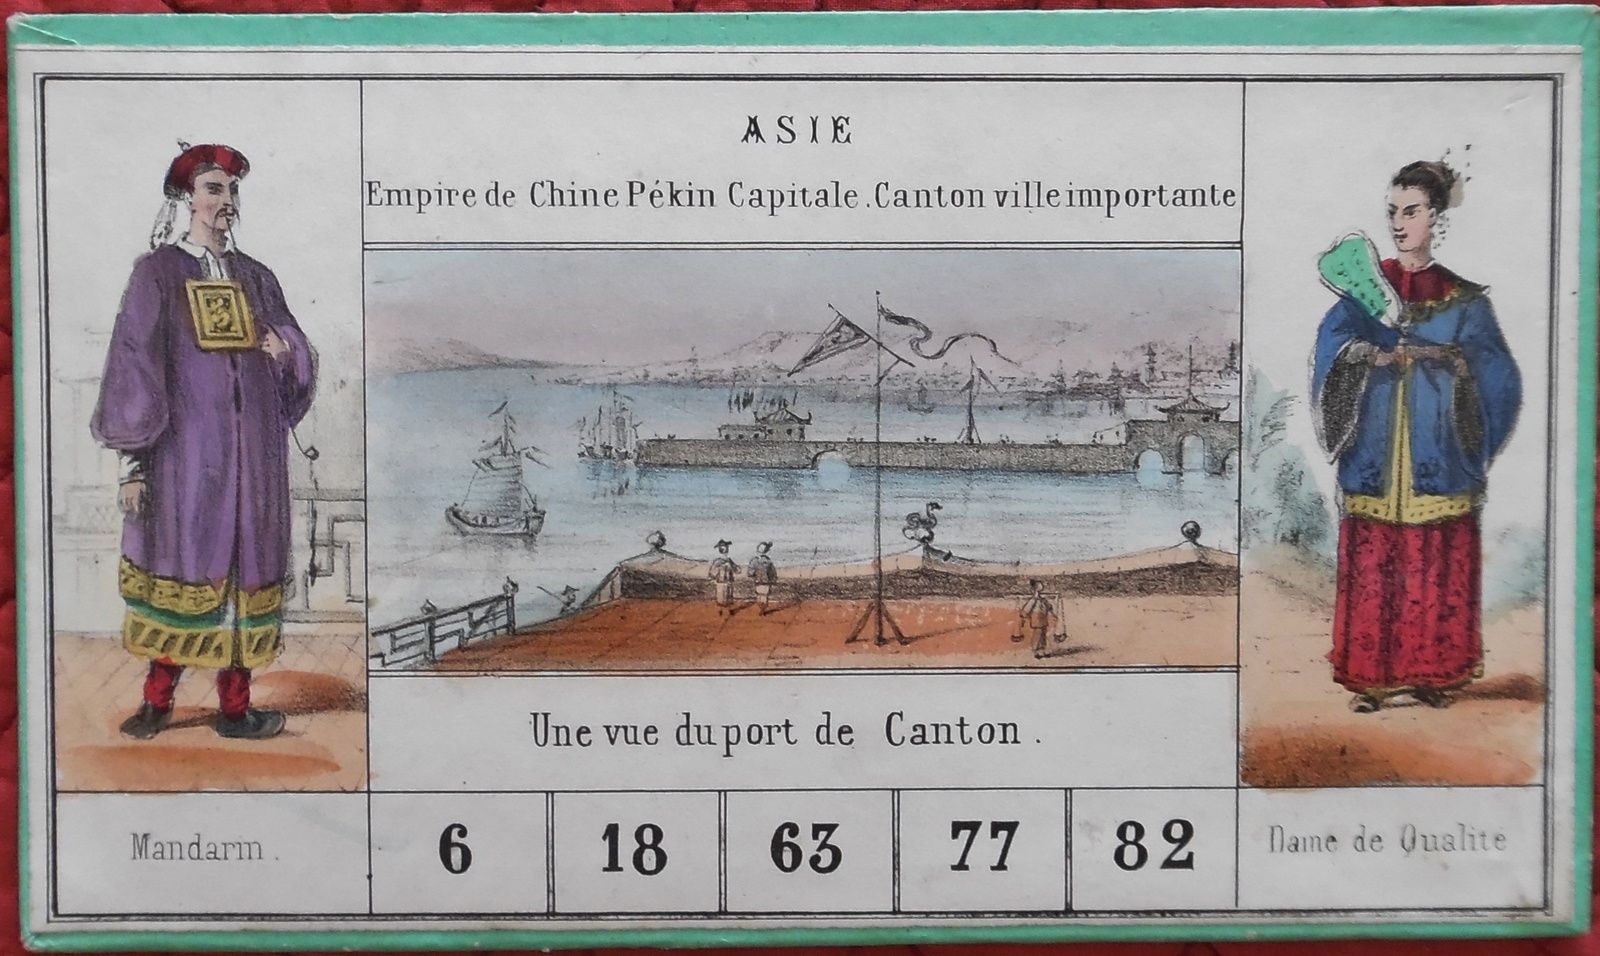 ASIE
Empire de Chine Pékin Capitale. Canton ville importante
Une vue du port de Canton.
Mandarin.
6 18 63 77 82
Dame de Qualité